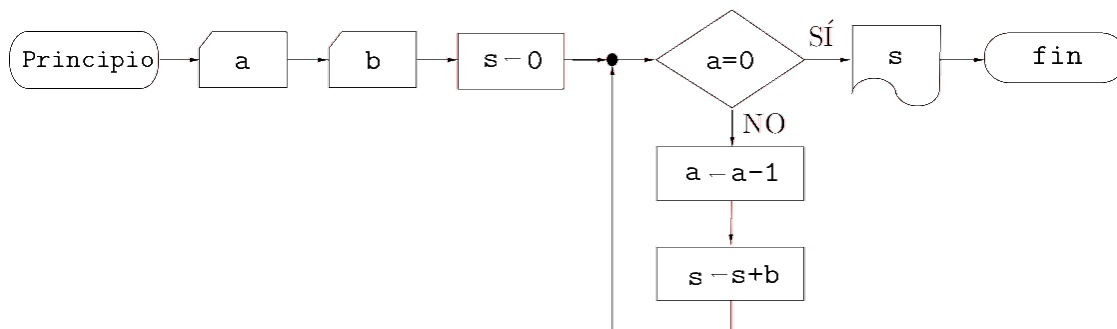 Principio
a
b
s←0
a=0
SÍ
s
fin
NO
a←a-1
s←s+b